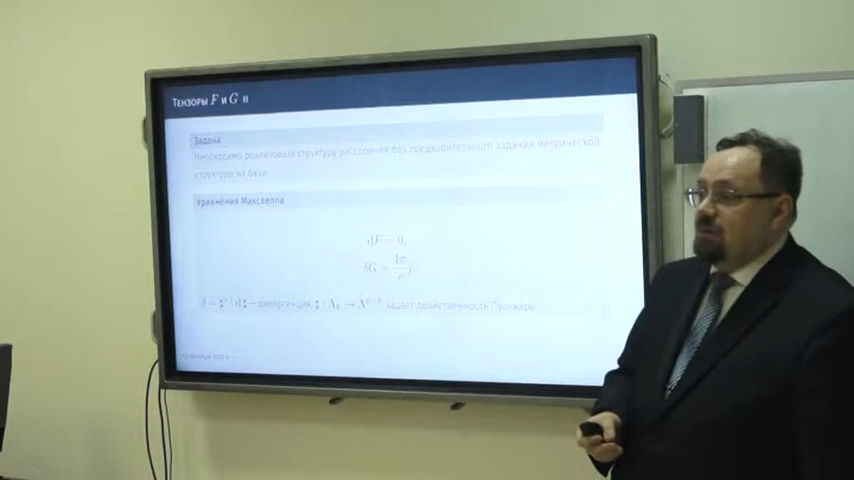 Тензоры F и G II
Задача
Необходимо реализовать структуру расслоения без предварительного задания метрической
структуры на базе.
Уравнения Максвелла
dF = 0,
δG = 4π/c j
δ = ♯⁻¹d♯ — дивергенция, ♯ : Λₖ → Λⁿ⁻ᵏ задаёт двойственность Пуанкаре.